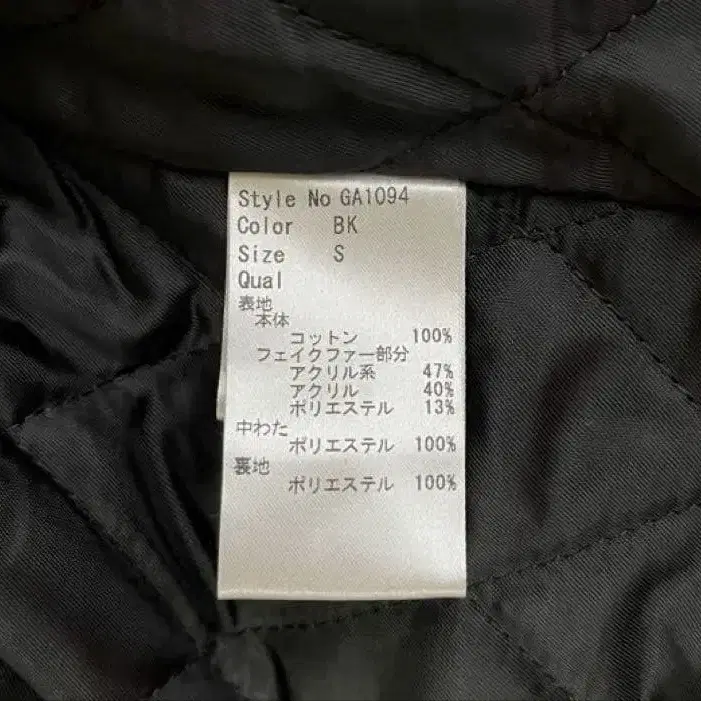 Style No GA1094
Color BK
Size S
Qual
表地
本体
コットン 100%
フェイクファー部分
アクリル系 47%
アクリル 40%
ポリエステル 13%
中わた
ポリエステル 100%
裏地
ポリエステル 100%